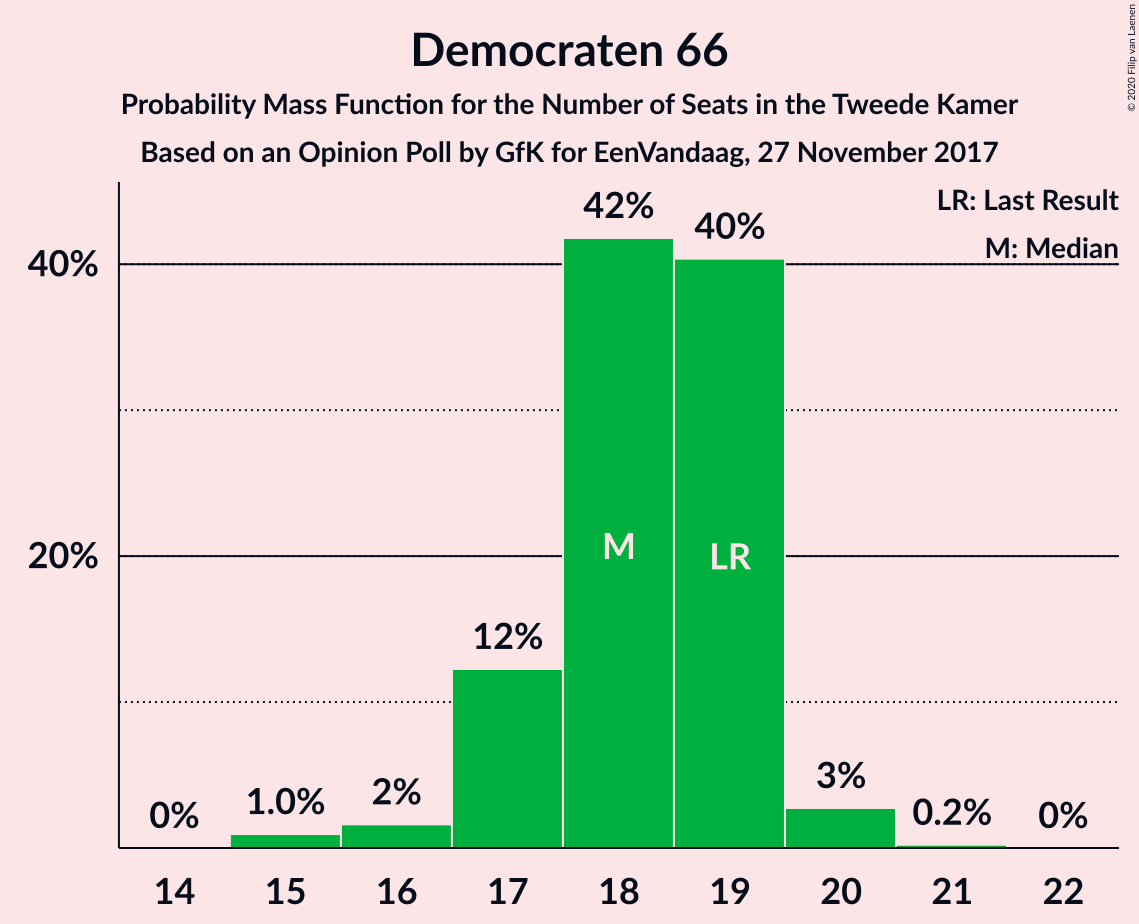 Democraten 66
Probability Mass Function for the Number of Seats in the Tweede Kamer
Based on an Opinion Poll by GfK for EenVandaag, 27 November 2017
© 2020 Filip van Laenen
LR: Last Result
M: Median
40%
20%
0%
1.0%
2%
12%
42%
40%
3%
0.2%
0%
M
LR
14 15 16 17 18 19 20 21 22